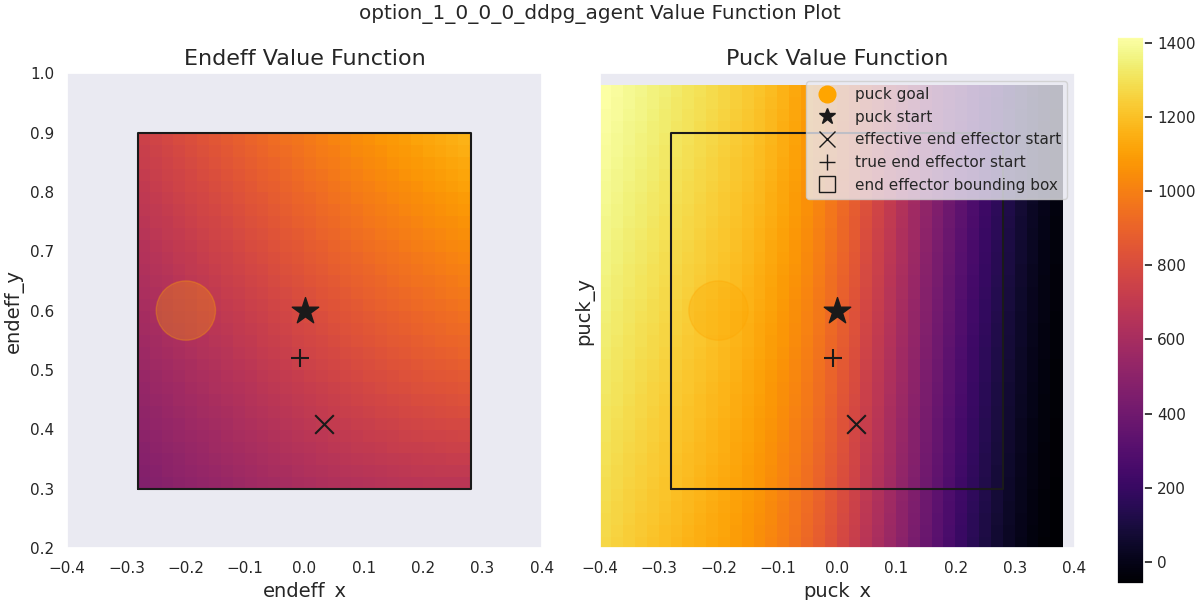 option_1_0_0_0_ddpg_agent Value Function Plot
Endeff Value Function
Puck Value Function
1.0
0.9
0.8
0.7
0.6
0.5
0.4
0.3
0.2
endeff_y
−0.4 −0.3 −0.2 −0.1 0.0 0.1 0.2 0.3 0.4
endeff_x
puck_y
puck goal
puck start
effective end effector start
true end effector start
end effector bounding box
−0.4 −0.3 −0.2 −0.1 0.0 0.1 0.2 0.3 0.4
puck_x
1400
1200
1000
800
600
400
200
0